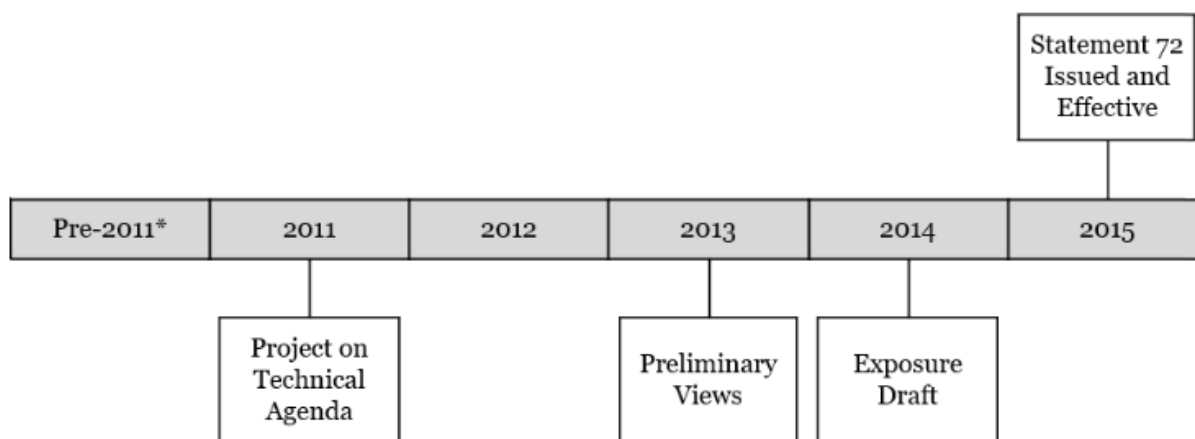 Statement 72
Issued and
Effective
Pre-2011*
2011
2012
2013
2014
2015
Project on
Technical
Agenda
Preliminary
Views
Exposure
Draft